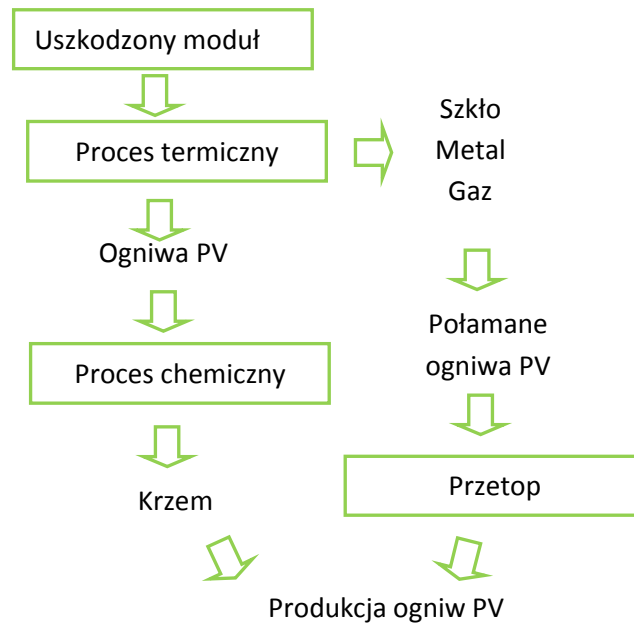 Uszkodzony moduł
Proces termiczny
Szkło
Metal
Gaz
Ogniwa PV
Połamane
ogniwa PV
Proces chemiczny
Krzem
Przetop
Produkcja ogniw PV